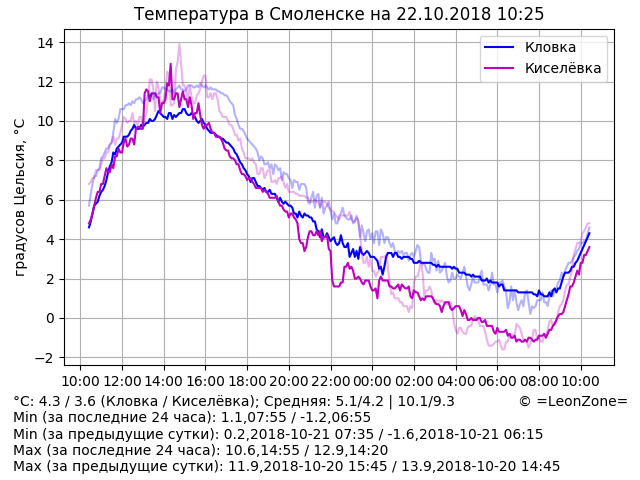 Температура в Смоленске на 22.10.2018 10:25
Кловка
Киселёвка
градусов Цельсия, °C
14
12
10
8
6
4
2
0
−2
10:00 12:00 14:00 16:00 18:00 20:00 22:00 00:00 02:00 04:00 06:00 08:00 10:00
°C: 4.3 / 3.6 (Кловка / Киселёвка); Средняя: 5.1/4.2 | 10.1/9.3 © =LeonZone=
Min (за последние 24 часа): 1.1,07:55 / -1.2,06:55
Min (за предыдущие сутки): 0.2,2018-10-21 07:35 / -1.6,2018-10-21 06:15
Max (за последние 24 часа): 10.6,14:55 / 12.9,14:20
Max (за предыдущие сутки): 11.9,2018-10-20 15:45 / 13.9,2018-10-20 14:45